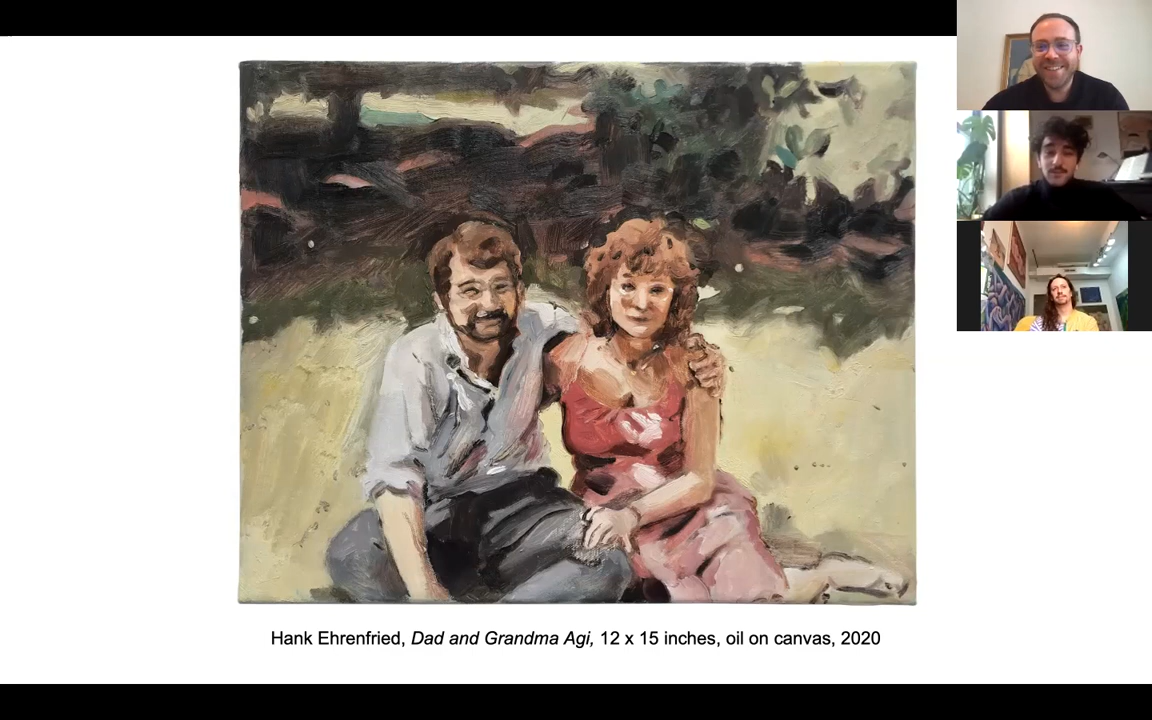 Hank Ehrenfried, Dad and Grandma Agi, 12 x 15 inches, oil on canvas, 2020